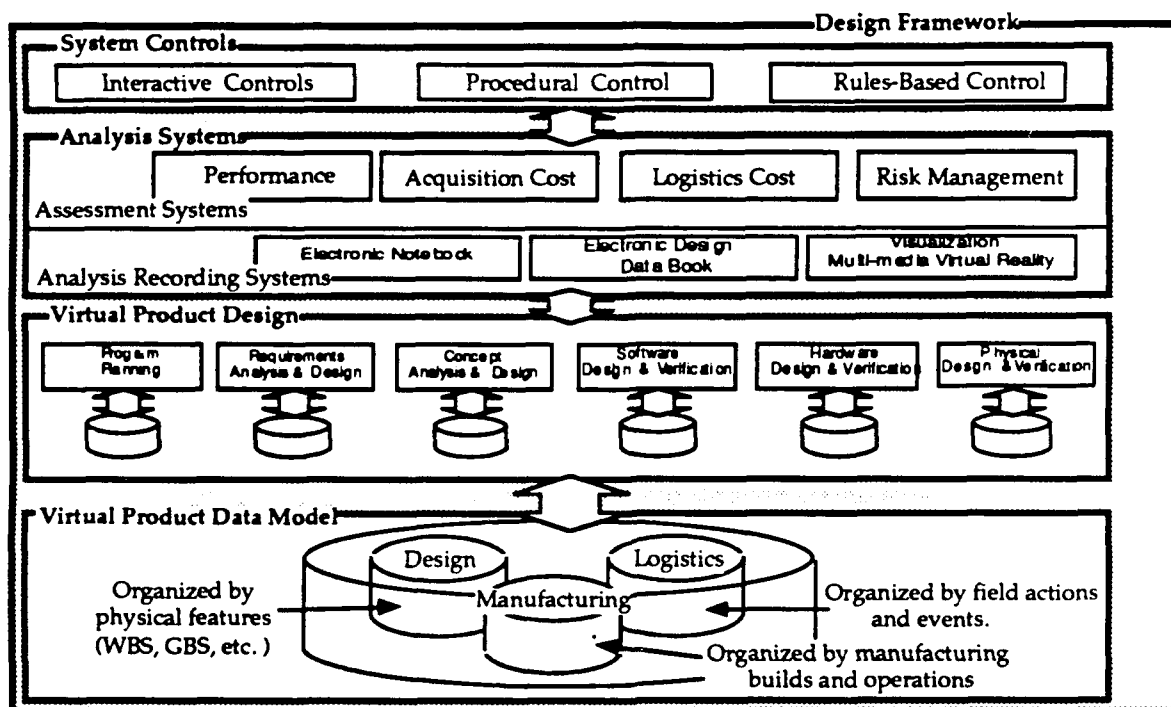 Design Framework
System Controls
Interactive Controls
Procedural Control
Rules-Based Control
Analysis Systems
Performance
Acquisition Cost
Logistics Cost
Risk Management
Assessment Systems
Electronic Notebook
Electronic Design
Data Book
Visualization
Multi-media Virtual Reality
Analysis Recording Systems
Virtual Product Design
Program
Planning
Requirements
Analysis & Design
Concept
Analysis & Design
Software
Design & Verification
Hardware
Design & Verification
Physical
Design & Verification
Virtual Product Data Model
Design
Logistics
Manufacturing
Organized by
physical features
(WBS, GBS, etc. )
Organized by field actions
and events.
Organized by manufacturing
builds and operations